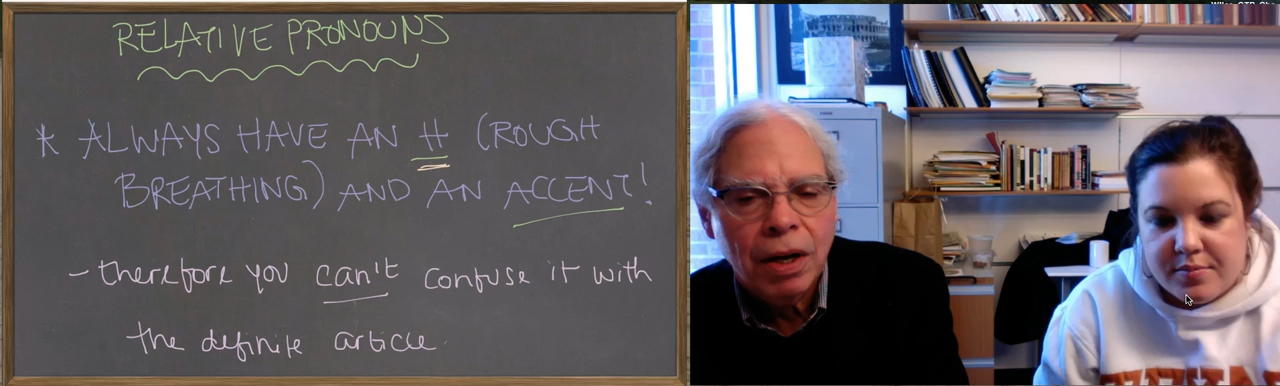 RELATIVE PRONOUNS
* ALWAYS HAVE AN H (ROUGH
BREATHING) AND AN ACCENT!
- therefore you can't confuse it with
the definite article.